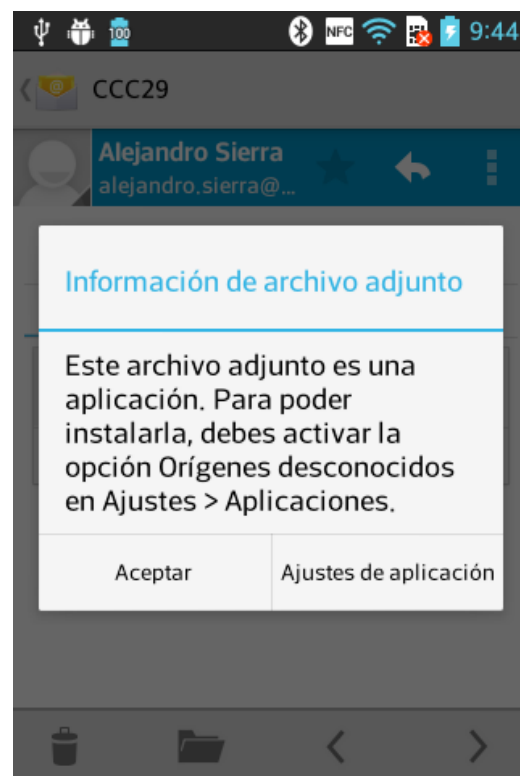 100
NFC
9:44
CCC29
Alejandro Sierra
alejandro.sierra@...
Información de archivo adjunto
Este archivo adjunto es una
aplicación. Para poder
instalarla, debes activar la
opción Orígenes desconocidos
en Ajustes > Aplicaciones.
Aceptar
Ajustes de aplicación